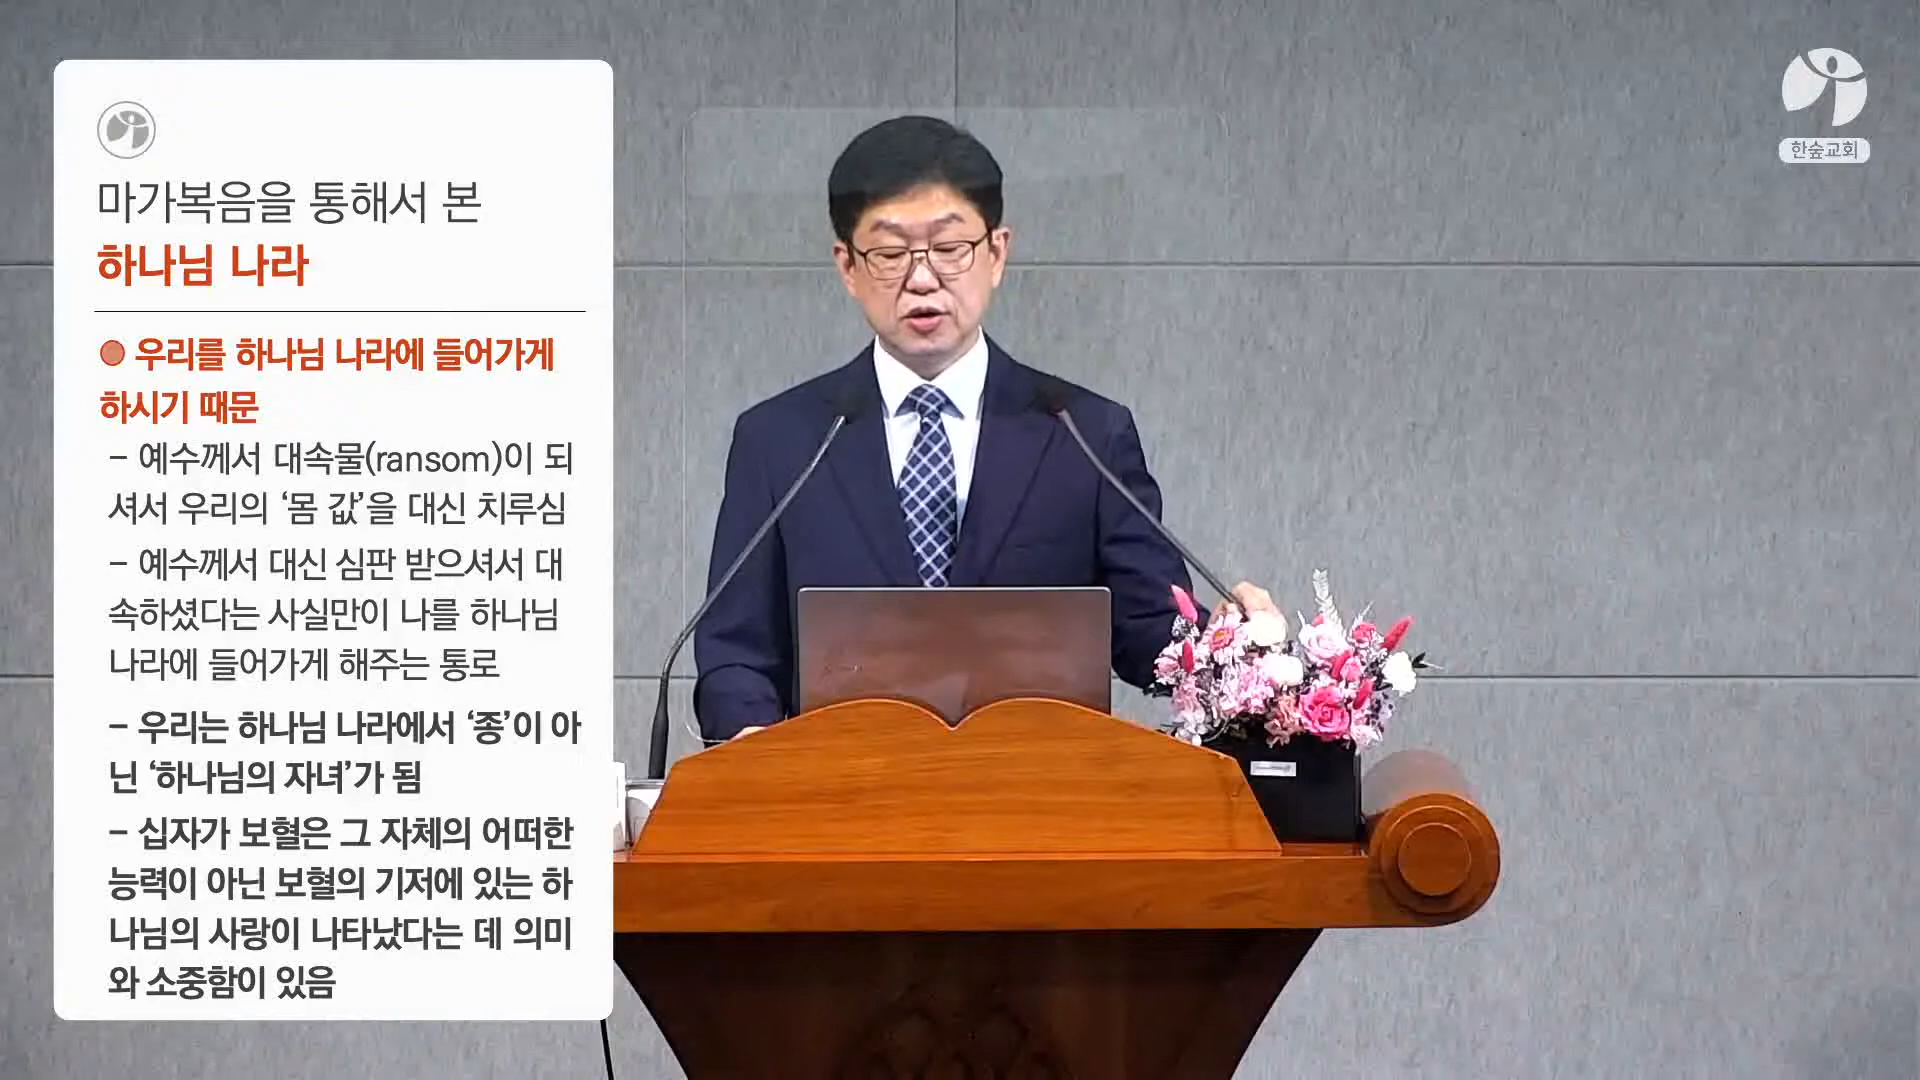 마가복음을 통해서 본
하나님 나라
우리를 하나님 나라에 들어가게
하시기 때문
- 예수께서 대속물(ransom)이 되
셔서 우리의 ‘몸 값’을 대신 치루심
- 예수께서 대신 심판 받으셔서 대
속하셨다는 사실만이 나를 하나님
나라에 들어가게 해주는 통로
- 우리는 하나님 나라에서 ‘종’이 아
닌 ‘하나님의 자녀’가 됨
- 십자가 보혈은 그 자체의 어떠한
능력이 아닌 보혈의 기저에 있는 하
나님의 사랑이 나타났다는 데 의미
와 소중함이 있음
한숲교회